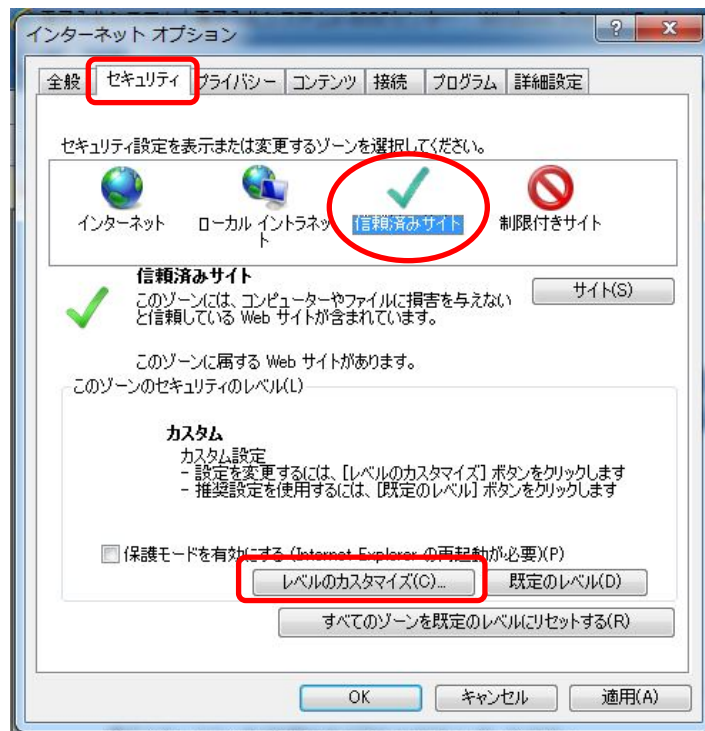 インターネット オプション
全般
セキュリティ
プライバシー
コンテンツ
接続
プログラム
詳細設定
セキュリティ設定を表示または変更するゾーンを選択してください。
インターネット
ローカル イントラネット
信頼済みサイト
制限付きサイト
信頼済みサイト
サイト(S)
このゾーンには、コンピューターやファイルに損害を与えない
と信頼している Web サイトが含まれています。
このゾーンに属する Web サイトがあります。
このゾーンのセキュリティのレベル(L)
カスタム
カスタム設定
- 設定を変更するには、[レベルのカスタマイズ] ボタンをクリックします
- 推奨設定を使用するには、[既定のレベル] ボタンをクリックします
保護モードを有効にする (Internet Explorer の再起動が必要)(P)
レベルのカスタマイズ(C)...
既定のレベル(D)
すべてのゾーンを既定のレベルにリセットする(R)
OK
キャンセル
適用(A)